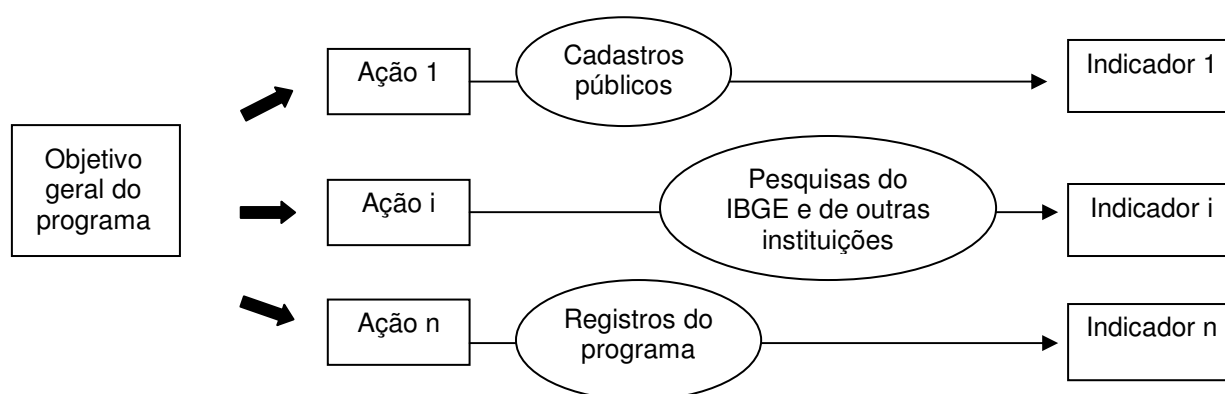 Objetivo
geral do
programa
Ação 1
Cadastros
públicos
Indicador 1
Ação i
Pesquisas do
IBGE e de outras
instituições
Indicador i
Ação n
Registros do
programa
Indicador n